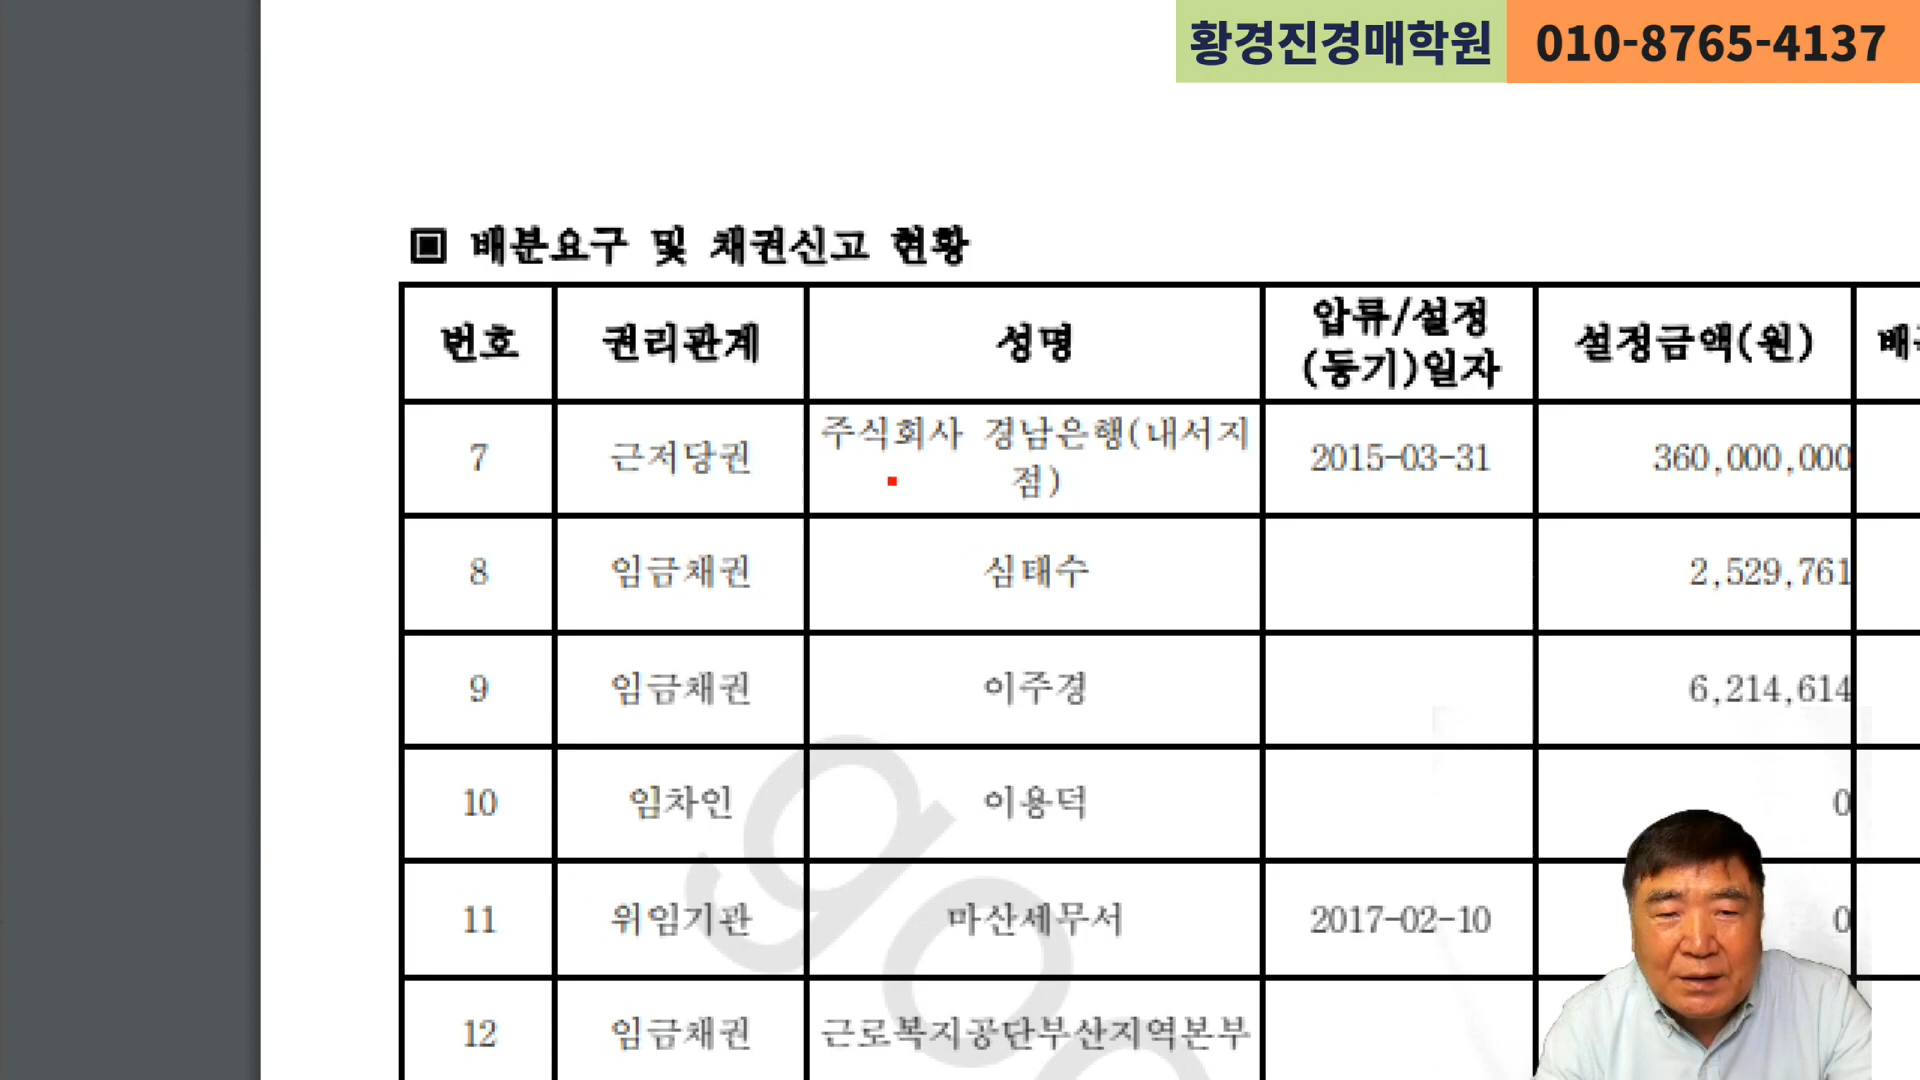 황경진경매학원 010-8765-4137
▣ 배분요구 및 채권신고 현황
번호 권리관계 성명 압류/설정 (등기)일자 설정금액(원)
7 근저당권 주식회사 경남은행(내서지점) 2015-03-31 360,000,000
8 임금채권 심태수 2,529,761
9 임금채권 이주경 6,214,614
10 임차인 이용덕 0
11 위임기관 마산세무서 2017-02-10 0
12 임금채권 근로복지공단부산지역본부